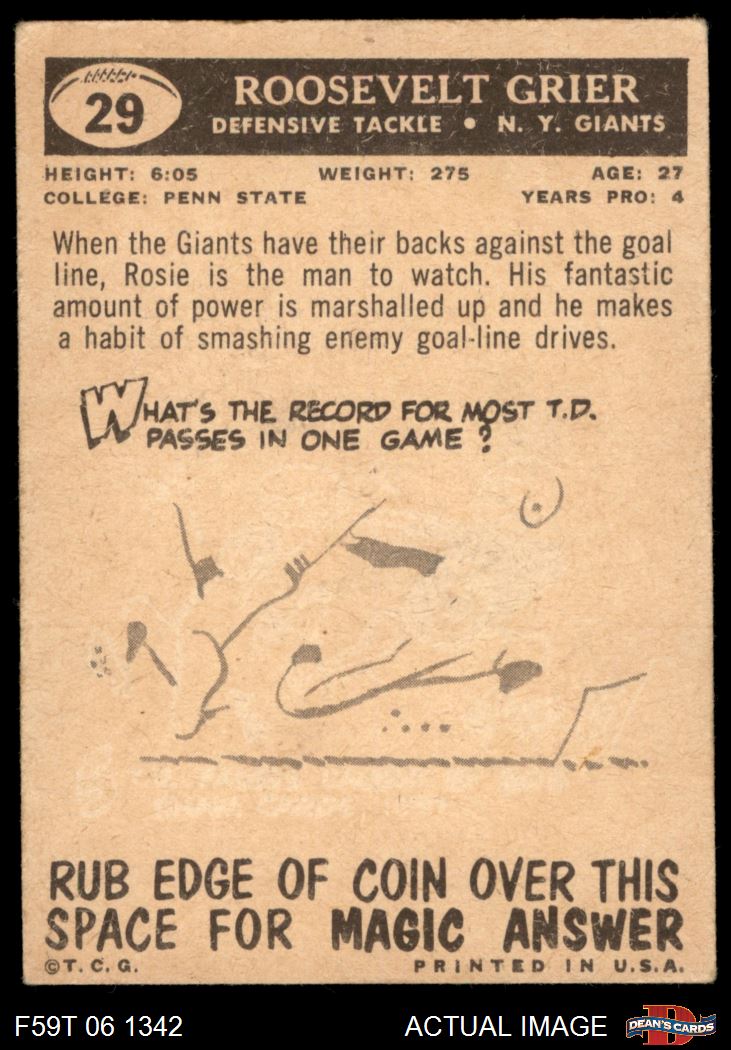 29
ROOSEVELT GRIER
DEFENSIVE TACKLE • N. Y. GIANTS
HEIGHT: 6:05 WEIGHT: 275 AGE: 27
COLLEGE: PENN STATE YEARS PRO: 4
When the Giants have their backs against the goal
line, Rosie is the man to watch. His fantastic
amount of power is marshalled up and he makes
a habit of smashing enemy goal-line drives.
WHAT'S THE RECORD FOR MOST T.D.
PASSES IN ONE GAME?
RUB EDGE OF COIN OVER THIS
SPACE FOR MAGIC ANSWER
©T.C.G. PRINTED IN U.S.A.
F59T 06 1342 ACTUAL IMAGE DEAN'S CARDS